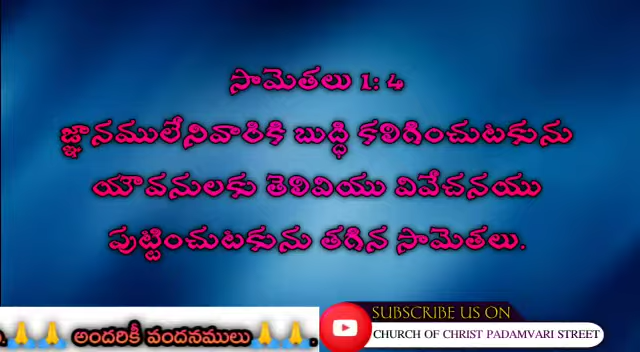 సామెతలు 1: 4
జ్ఞానములేనివారికి బుద్ధి కలిగించుటకును
యౌవనులకు తెలివియు వివేచనయు
పుట్టించుటకును తగిన సామెతలు.
🙏🙏 అందరికీ వందనములు 🙏🙏.
SUBSCRIBE US ON
CHURCH OF CHRIST PADAMVARI STREET